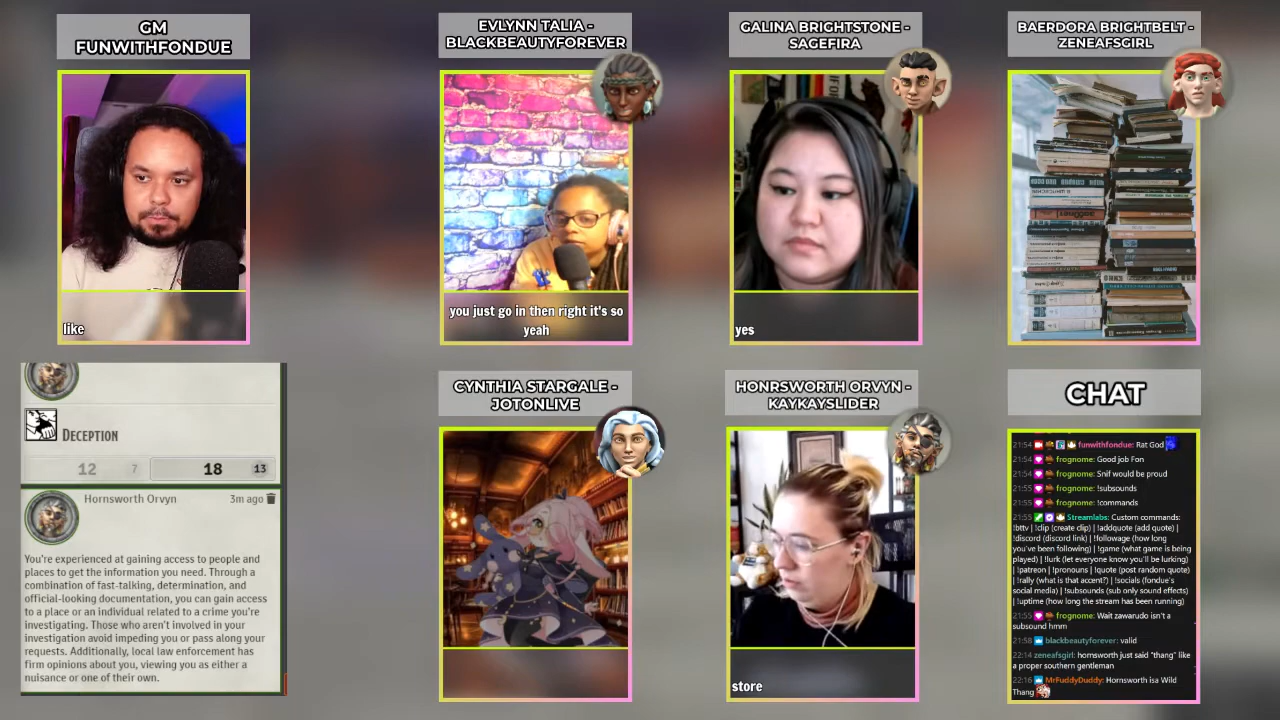 GM
FUNWITHFONDUE
EVLYNN TALIA -
BLACKBEAUTYFOREVER
GALINA BRIGHTSTONE -
SAGEFIRA
BAERDORA BRIGHTBELT -
ZENEAFSGIRL
like
you just go in then right it's so
yeah
yes
DECEPTION
12 7 18 13
Hornsworth Orvyn 3m ago
You're experienced at gaining access to people and
places to get the information you need. Through a
combination of fast-talking, determination, and
official-looking documentation, you can gain access
to a place or an individual related to a crime you're
investigating. Those who aren't involved in your
investigation avoid impeding you or pass along your
requests. Additionally, local law enforcement has
firm opinions about you, viewing you as either a
nuisance or one of their own.
CYNTHIA STARGALE -
JOTONLIVE
HONRSWORTH ORVYN -
KAYKAYSLIDER
store
CHAT
21:54 funwithfondue: Rat God
21:54 frognome: Good job Fon
21:54 frognome: Snif would be proud
21:55 frognome: !subsounds
21:55 frognome: !commands
21:55 Streamlabs: Custom commands:
!bttv | !clip (create clip) | !addquote (add quote) |
!discord (discord link) | !followage (how long
you've been following) | !game (what game is being
played) | !lurk (let everyone know you'll be lurking)
| !patreon | !pronouns | !quote (post random quote)
| !rally (what is that accent?) | !socials (fondue's
social media) | !subsounds (sub only sound effects)
| !uptime (how long the stream has been running)
21:55 frognome: Wait zawarudo isn't a
subsound hmm
21:58 blackbeautyforever: valid
22:14 zeneafsgirl: hornsworth just said "thang" like
a proper southern gentleman
22:16 MrFuddyDuddy: Hornsworth isa Wild
Thang